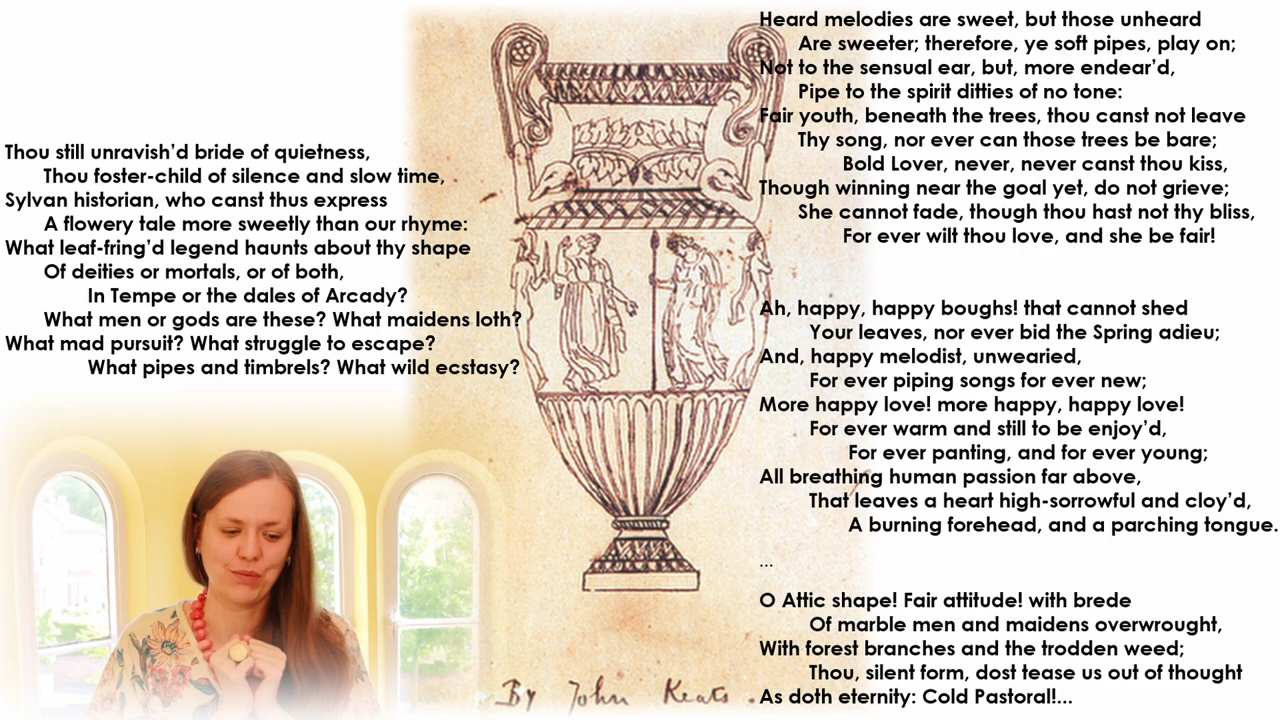 Thou still unravish'd bride of quietness,
Thou foster-child of silence and slow time,
Sylvan historian, who canst thus express
A flowery tale more sweetly than our rhyme:
What leaf-fring'd legend haunts about thy shape
Of deities or mortals, or of both,
In Tempe or the dales of Arcady?
What men or gods are these? What maidens loth?
What mad pursuit? What struggle to escape?
What pipes and timbrels? What wild ecstasy?
Heard melodies are sweet, but those unheard
Are sweeter; therefore, ye soft pipes, play on;
Not to the sensual ear, but, more endear'd,
Pipe to the spirit ditties of no tone:
Fair youth, beneath the trees, thou canst not leave
Thy song, nor ever can those trees be bare;
Bold Lover, never, never canst thou kiss,
Though winning near the goal yet, do not grieve;
She cannot fade, though thou hast not thy bliss,
For ever wilt thou love, and she be fair!
Ah, happy, happy boughs! that cannot shed
Your leaves, nor ever bid the Spring adieu;
And, happy melodist, unwearied,
For ever piping songs for ever new;
More happy love! more happy, happy love!
For ever warm and still to be enjoy'd,
For ever panting, and for ever young;
All breathing human passion far above,
That leaves a heart high-sorrowful and cloy'd,
A burning forehead, and a parching tongue.
...
O Attic shape! Fair attitude! with brede
Of marble men and maidens overwrought,
With forest branches and the trodden weed;
Thou, silent form, dost tease us out of thought
As doth eternity: Cold Pastoral!...
By John Keats.